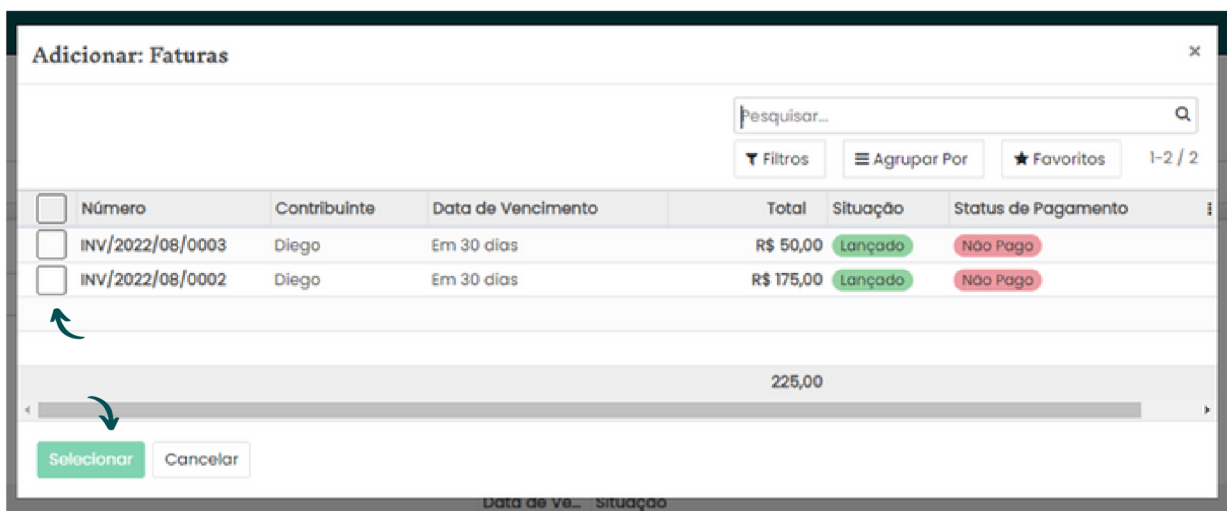 Adicionar: Faturas ×
Pesquisar...
Filtros Agrupar Por Favoritos 1-2 / 2
Número Contribuinte Data de Vencimento Total Situação Status de Pagamento
INV/2022/08/0003 Diego Em 30 dias R$ 50,00 Lançado Não Pago
INV/2022/08/0002 Diego Em 30 dias R$ 175,00 Lançado Não Pago
225,00
Selecionar Cancelar
Data de Ve... Situação